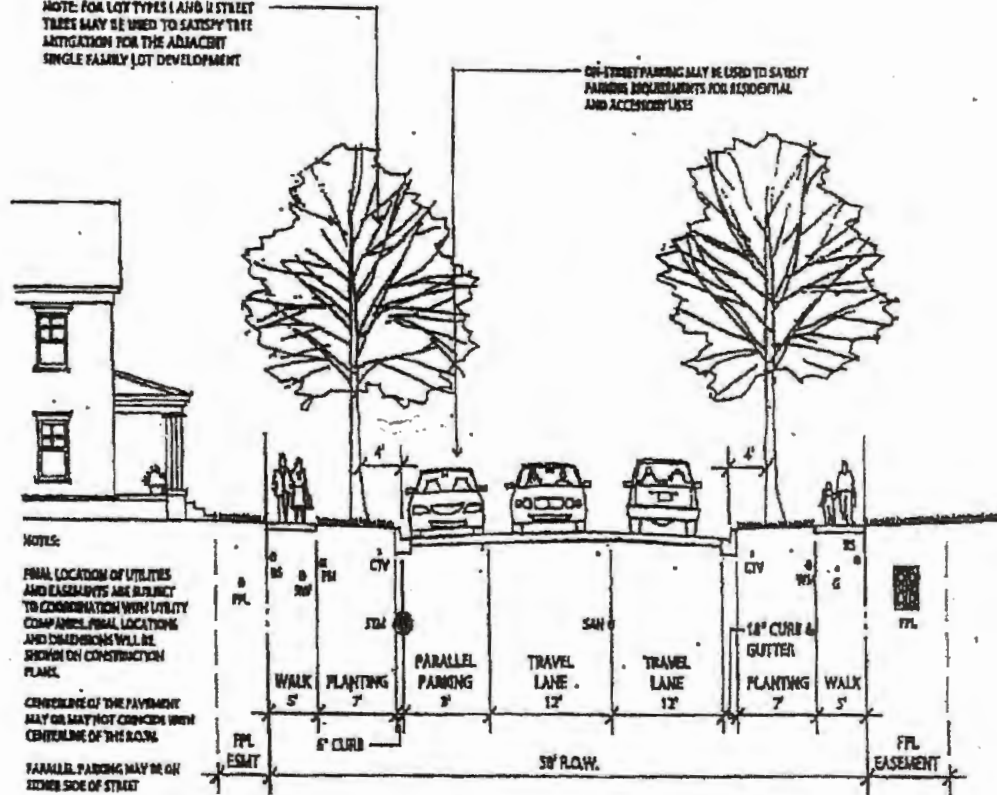 NOTE: FOR LOT TYPES I AND II STREET
TREES MAY BE USED TO SATISFY TREE
MITIGATION FOR THE ADJACENT
SINGLE FAMILY LOT DEVELOPMENT
ON-STREET PARKING MAY BE USED TO SATISFY
PARKING REQUIREMENTS FOR RESIDENTIAL
AND ACCESSORY USES
4'
4'
NOTES:
FINAL LOCATION OF UTILITIES
AND EASEMENTS ARE SUBJECT
TO COORDINATION WITH UTILITY
COMPANIES. FINAL LOCATIONS
AND DIMENSIONS WILL BE
SHOWN ON CONSTRUCTION
PLANS.
CENTERLINE OF THE PAVEMENT
MAY OR MAY NOT COINCIDE WITH
CENTERLINE OF THE R.O.W.
PARALLEL PARKING MAY BE ON
EITHER SIDE OF STREET
FPL
RS
CTV
STM
SAN
CTV
G
RS
FPL
18" CURB &
GUTTER
WALK
5'
PLANTING
7'
PARALLEL
PARKING
8'
TRAVEL
LANE
12'
TRAVEL
LANE
12'
PLANTING
7'
WALK
5'
6" CURB
FPL
ESMT
58' R.O.W.
FPL
EASEMENT